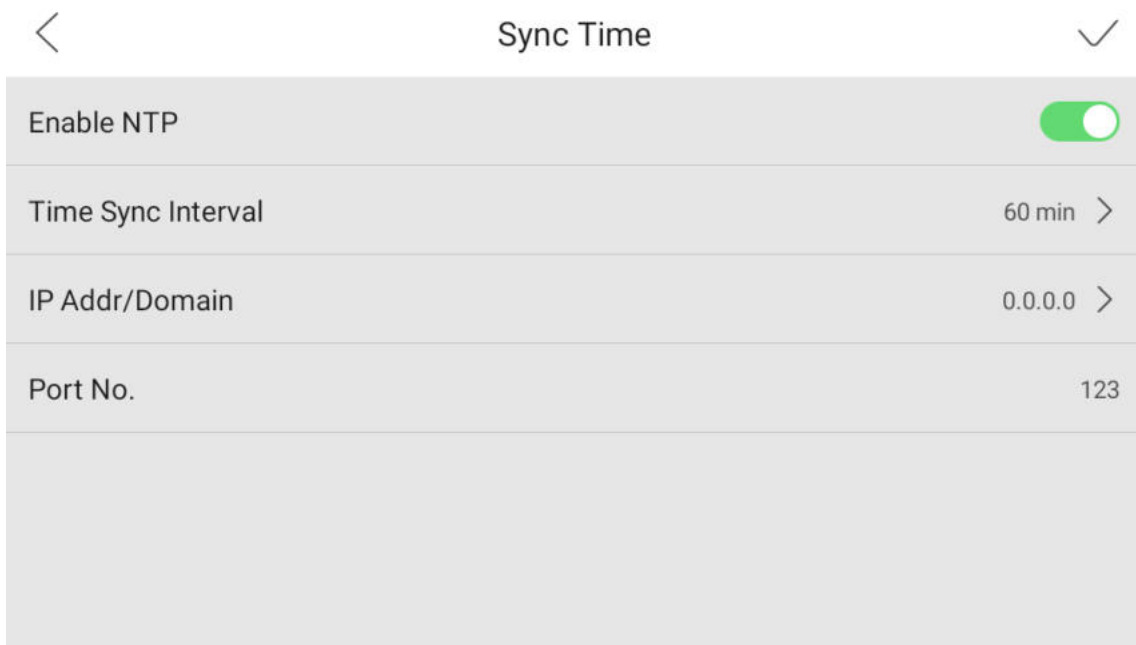 Sync Time
Enable NTP
Time Sync Interval 60 min
IP Addr/Domain 0.0.0.0
Port No. 123